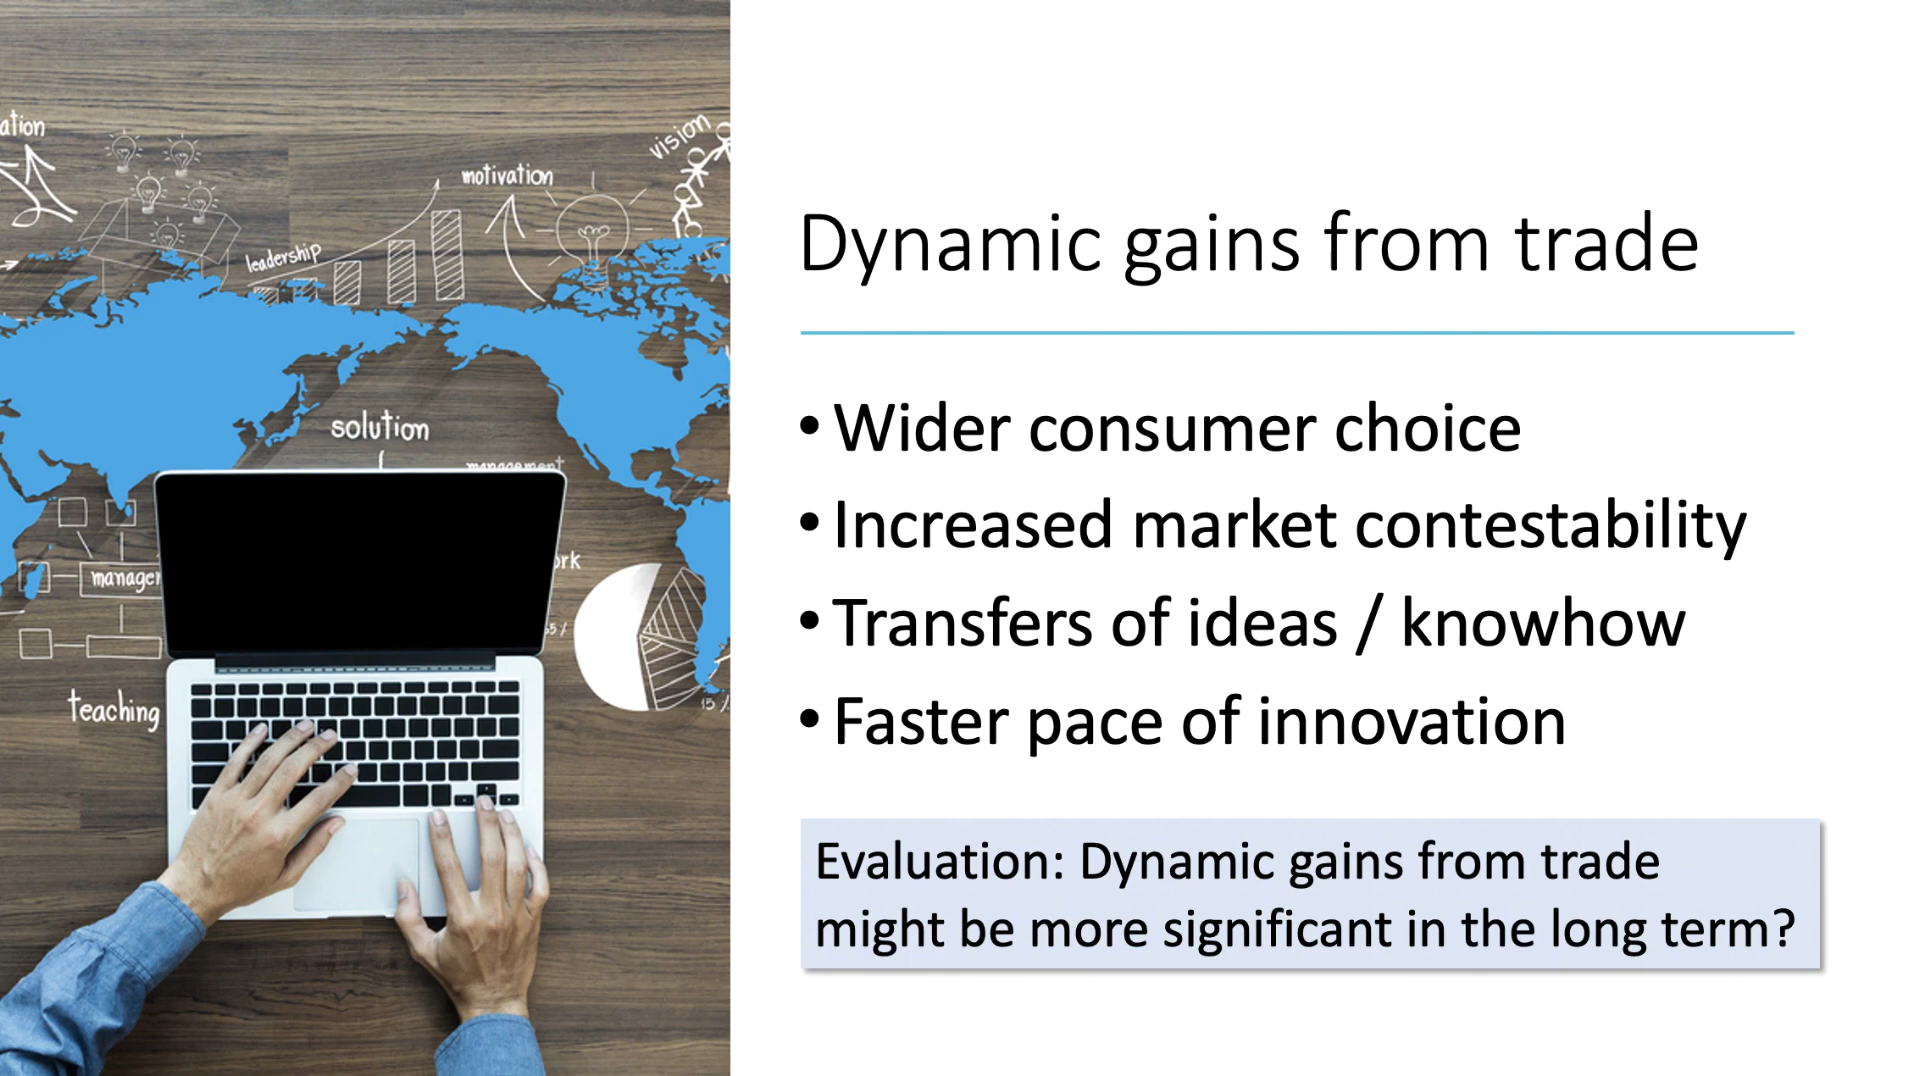 ation
vision
motivation
leadership
solution
management
manager
teaching
15%
Dynamic gains from trade
• Wider consumer choice
• Increased market contestability
• Transfers of ideas / knowhow
• Faster pace of innovation
Evaluation: Dynamic gains from trade
might be more significant in the long term?